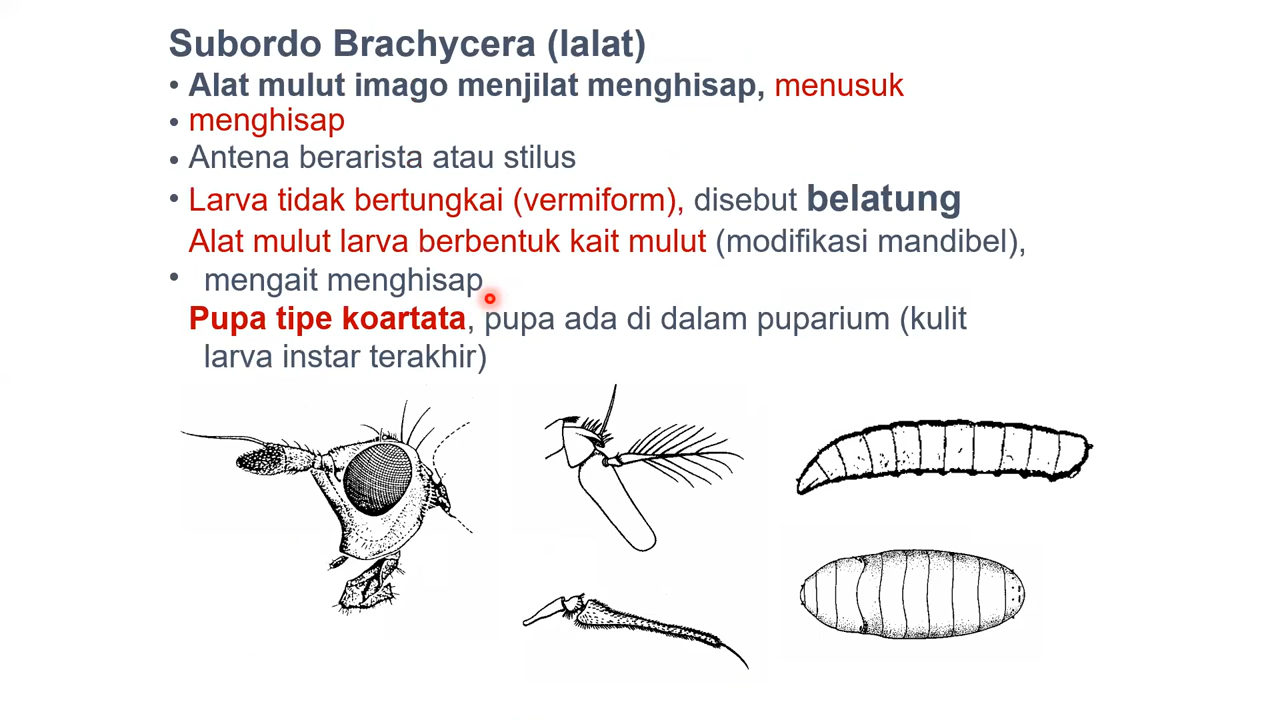 Subordo Brachycera (lalat)
• Alat mulut imago menjilat menghisap, menusuk
• menghisap
• Antena berarista atau stilus
• Larva tidak bertungkai (vermiform), disebut belatung
Alat mulut larva berbentuk kait mulut (modifikasi mandibel),
• mengait menghisap
Pupa tipe koartata, pupa ada di dalam puparium (kulit
larva instar terakhir)